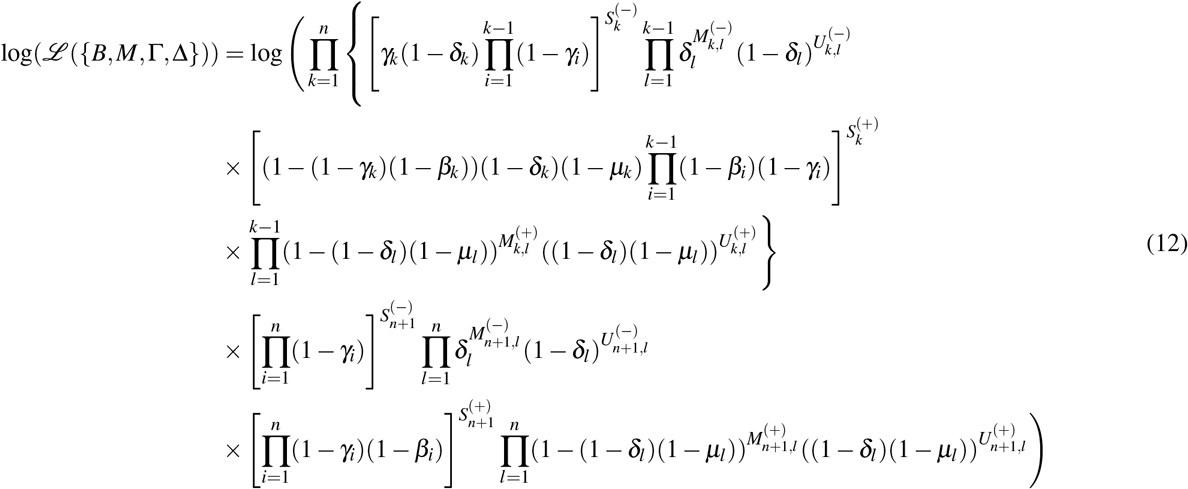 log(ℒ({B,M,Γ,Δ})) = log ( ∏_{k=1}^{n} { [ γ_k(1−δ_k) ∏_{i=1}^{k−1} (1−γ_i) ]^{S_k^{(−)}} ∏_{l=1}^{k−1} δ_l^{M_{k,l}^{(−)}} (1−δ_l)^{U_{k,l}^{(−)}}
× [ (1−(1−γ_k)(1−β_k))(1−δ_k)(1−μ_k) ∏_{i=1}^{k−1} (1−β_i)(1−γ_i) ]^{S_k^{(+)}}
× ∏_{l=1}^{k−1} (1−(1−δ_l)(1−μ_l))^{M_{k,l}^{(+)}} ((1−δ_l)(1−μ_l))^{U_{k,l}^{(+)}} } (12)
× [ ∏_{i=1}^{n} (1−γ_i) ]^{S_{n+1}^{(−)}} ∏_{l=1}^{n} δ_l^{M_{n+1,l}^{(−)}} (1−δ_l)^{U_{n+1,l}^{(−)}}
× [ ∏_{i=1}^{n} (1−γ_i)(1−β_i) ]^{S_{n+1}^{(+)}} ∏_{l=1}^{n} (1−(1−δ_l)(1−μ_l))^{M_{n+1,l}^{(+)}} ((1−δ_l)(1−μ_l))^{U_{n+1,l}^{(+)}} )